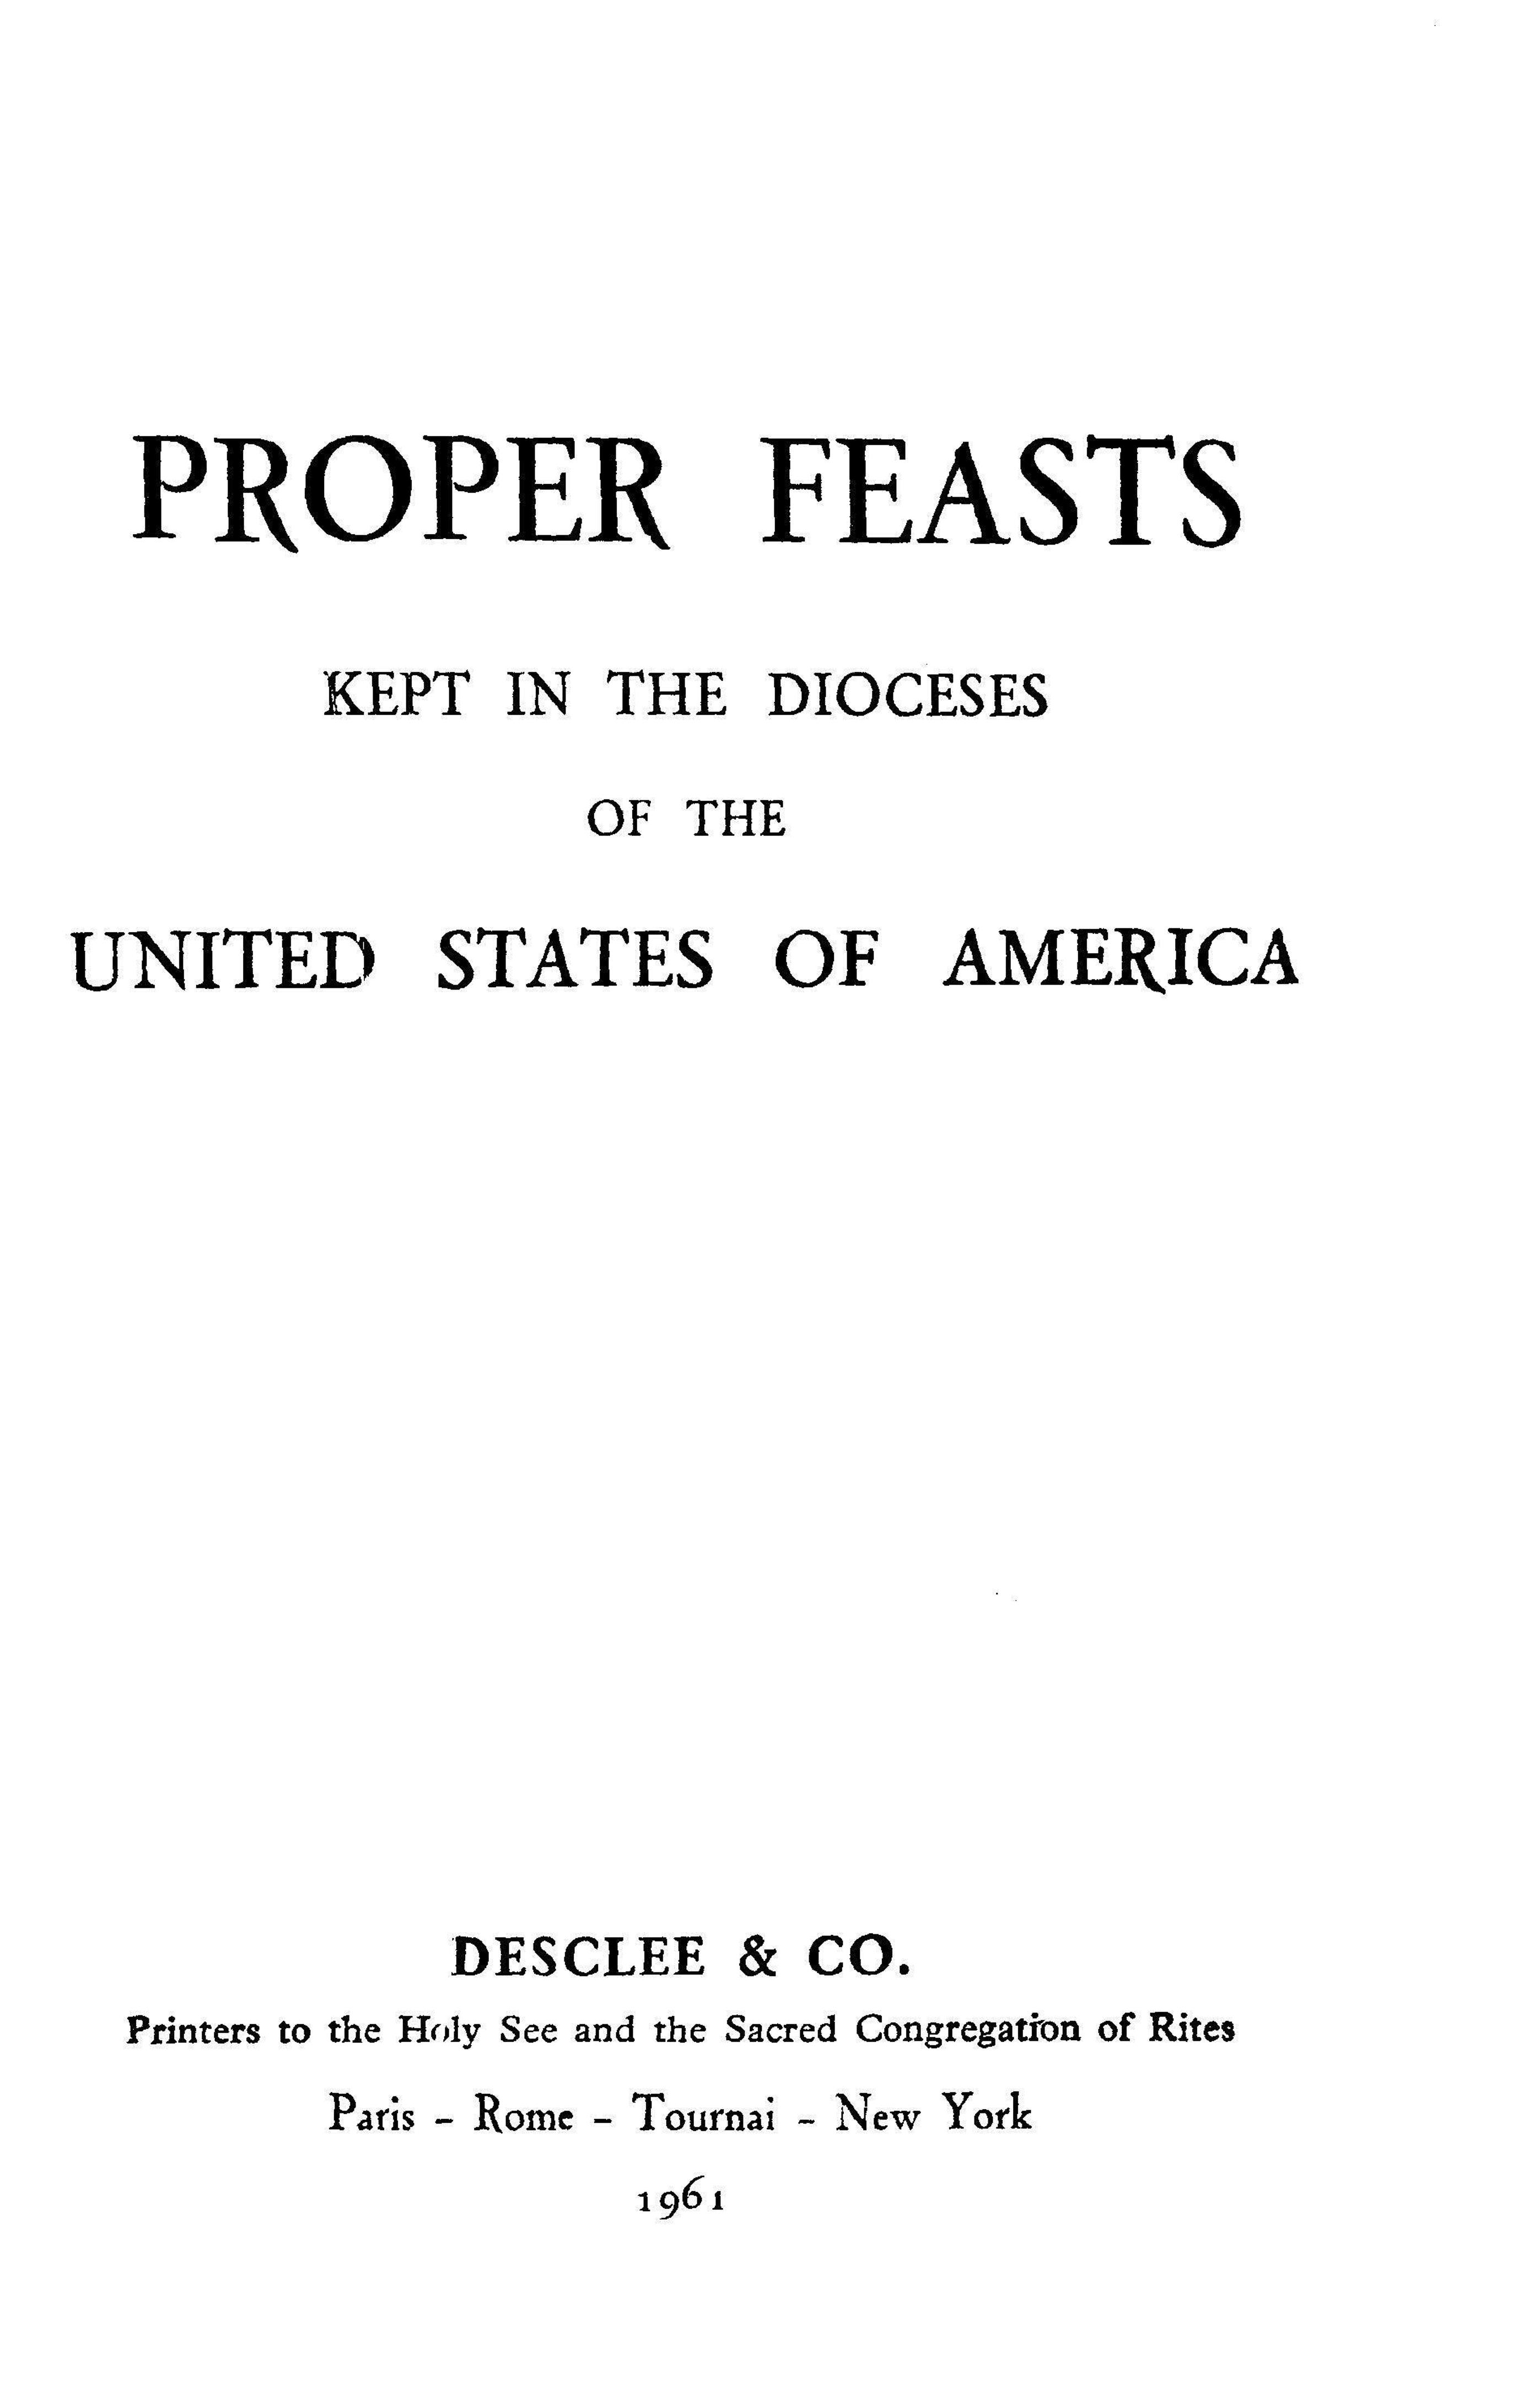 PROPER FEASTS
KEPT IN THE DIOCESES
OF THE
UNITED STATES OF AMERICA
DESCLEE & CO.
Printers to the Holy See and the Sacred Congregation of Rites
Paris - Rome - Tournai - New York
1961